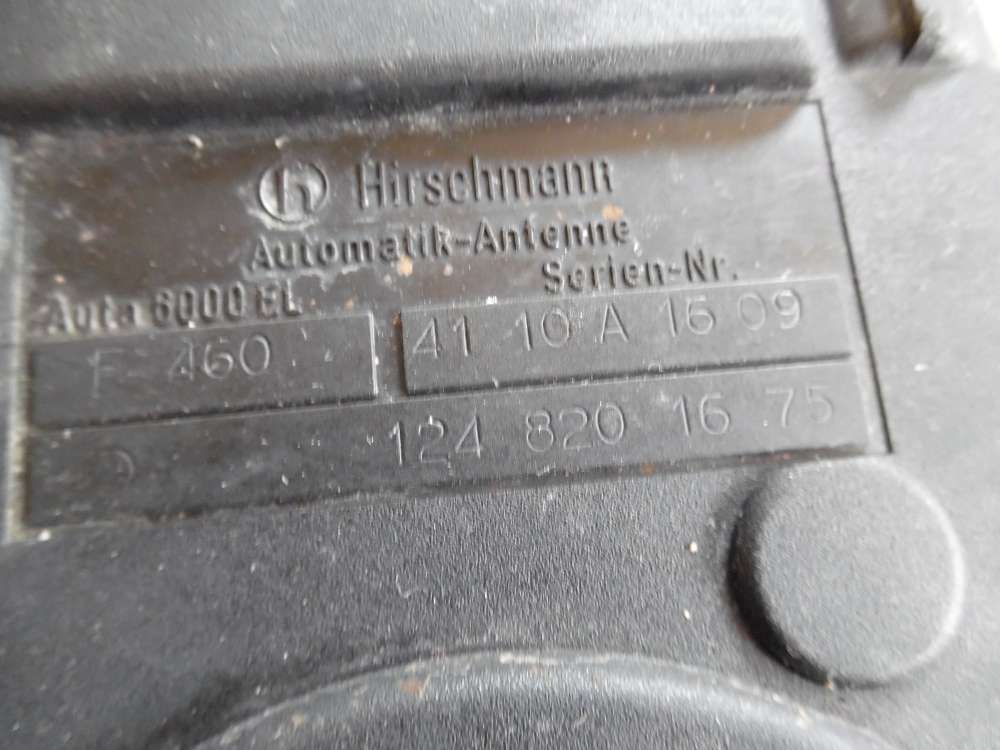 h Hirschmann
Automatik-Antenne
Auta 6000 EL Serien-Nr.
F 460 41 10 A 16 09
124 820 16 75